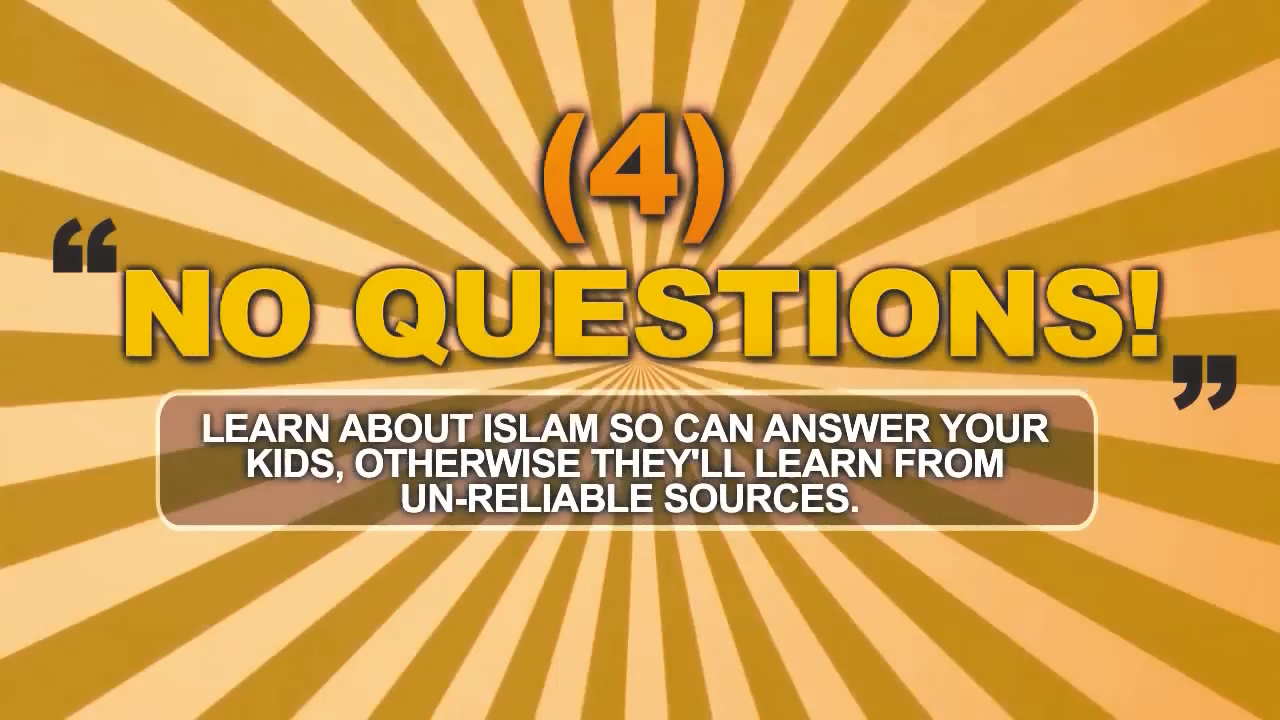 (4)
“NO QUESTIONS!”
LEARN ABOUT ISLAM SO CAN ANSWER YOUR
KIDS, OTHERWISE THEY'LL LEARN FROM
UN-RELIABLE SOURCES.